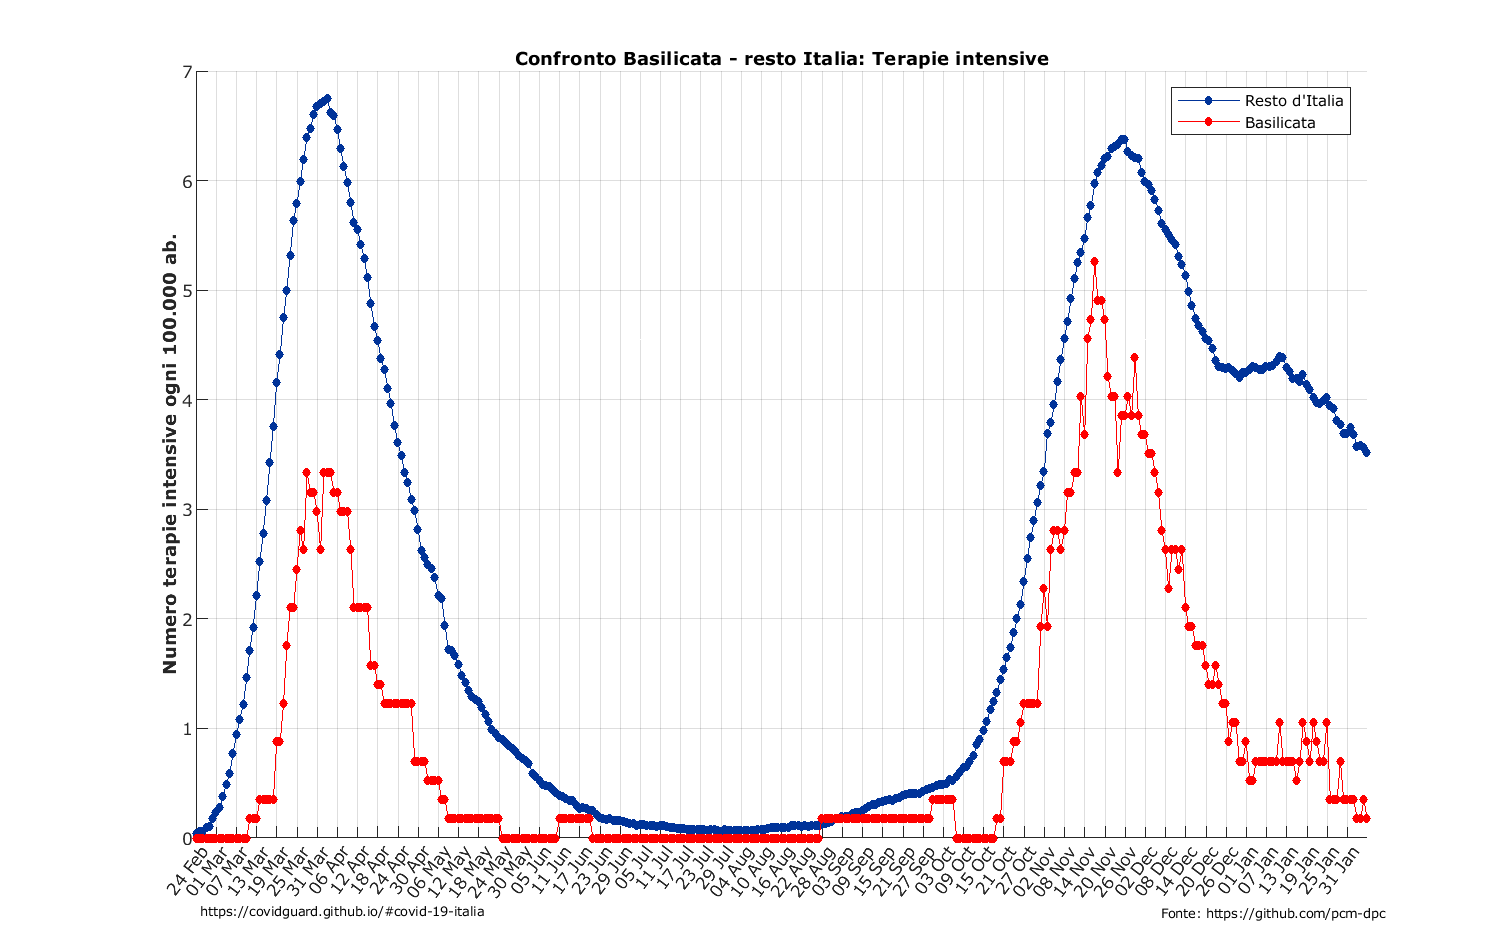 Confronto Basilicata - resto Italia: Terapie intensive
Resto d'Italia
Basilicata
Numero terapie intensive ogni 100.000 ab.
7
6
5
4
3
2
1
0
24 Feb
01 Mar
07 Mar
13 Mar
19 Mar
25 Mar
31 Mar
06 Apr
12 Apr
18 Apr
24 Apr
30 Apr
06 May
12 May
18 May
24 May
30 May
05 Jun
11 Jun
17 Jun
23 Jun
29 Jun
05 Jul
11 Jul
17 Jul
23 Jul
29 Jul
04 Aug
10 Aug
16 Aug
22 Aug
28 Aug
03 Sep
09 Sep
15 Sep
21 Sep
27 Sep
03 Oct
09 Oct
15 Oct
21 Oct
27 Oct
02 Nov
08 Nov
14 Nov
20 Nov
26 Nov
02 Dec
08 Dec
14 Dec
20 Dec
26 Dec
01 Jan
07 Jan
13 Jan
19 Jan
25 Jan
31 Jan
https://covidguard.github.io/#covid-19-italia
Fonte: https://github.com/pcm-dpc